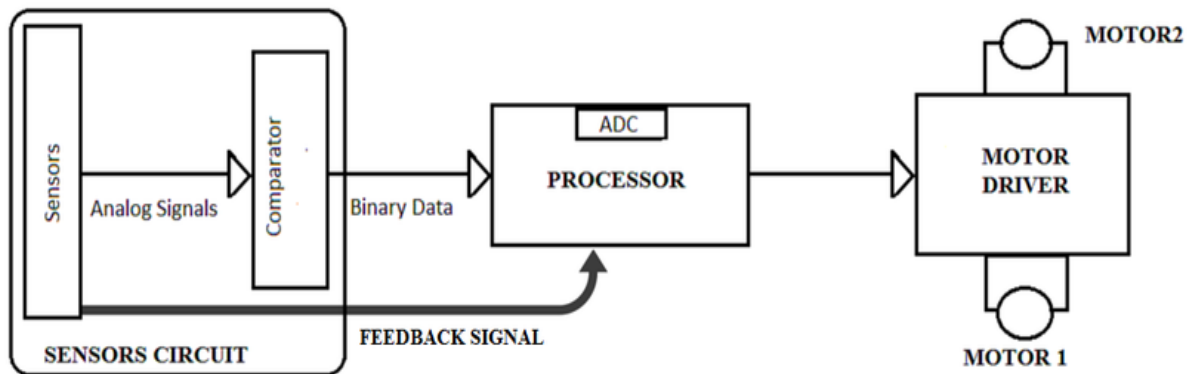 Sensors
Analog Signals
Comparator
Binary Data
ADC
PROCESSOR
MOTOR2
MOTOR
DRIVER
MOTOR 1
FEEDBACK SIGNAL
SENSORS CIRCUIT